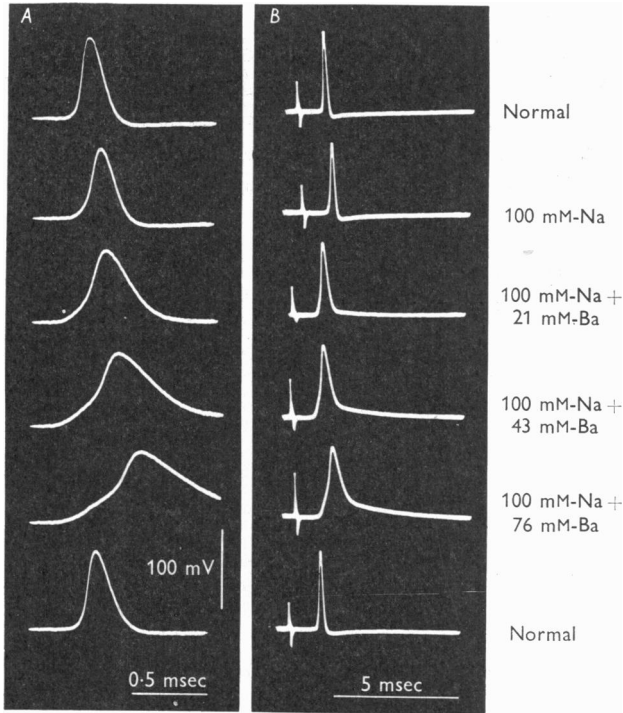 A
B
Normal
100 mM-Na
100 mM-Na +
21 mM-Ba
100 mM-Na +
43 mM-Ba
100 mM-Na +
76 mM-Ba
100 mV
Normal
0·5 msec
5 msec